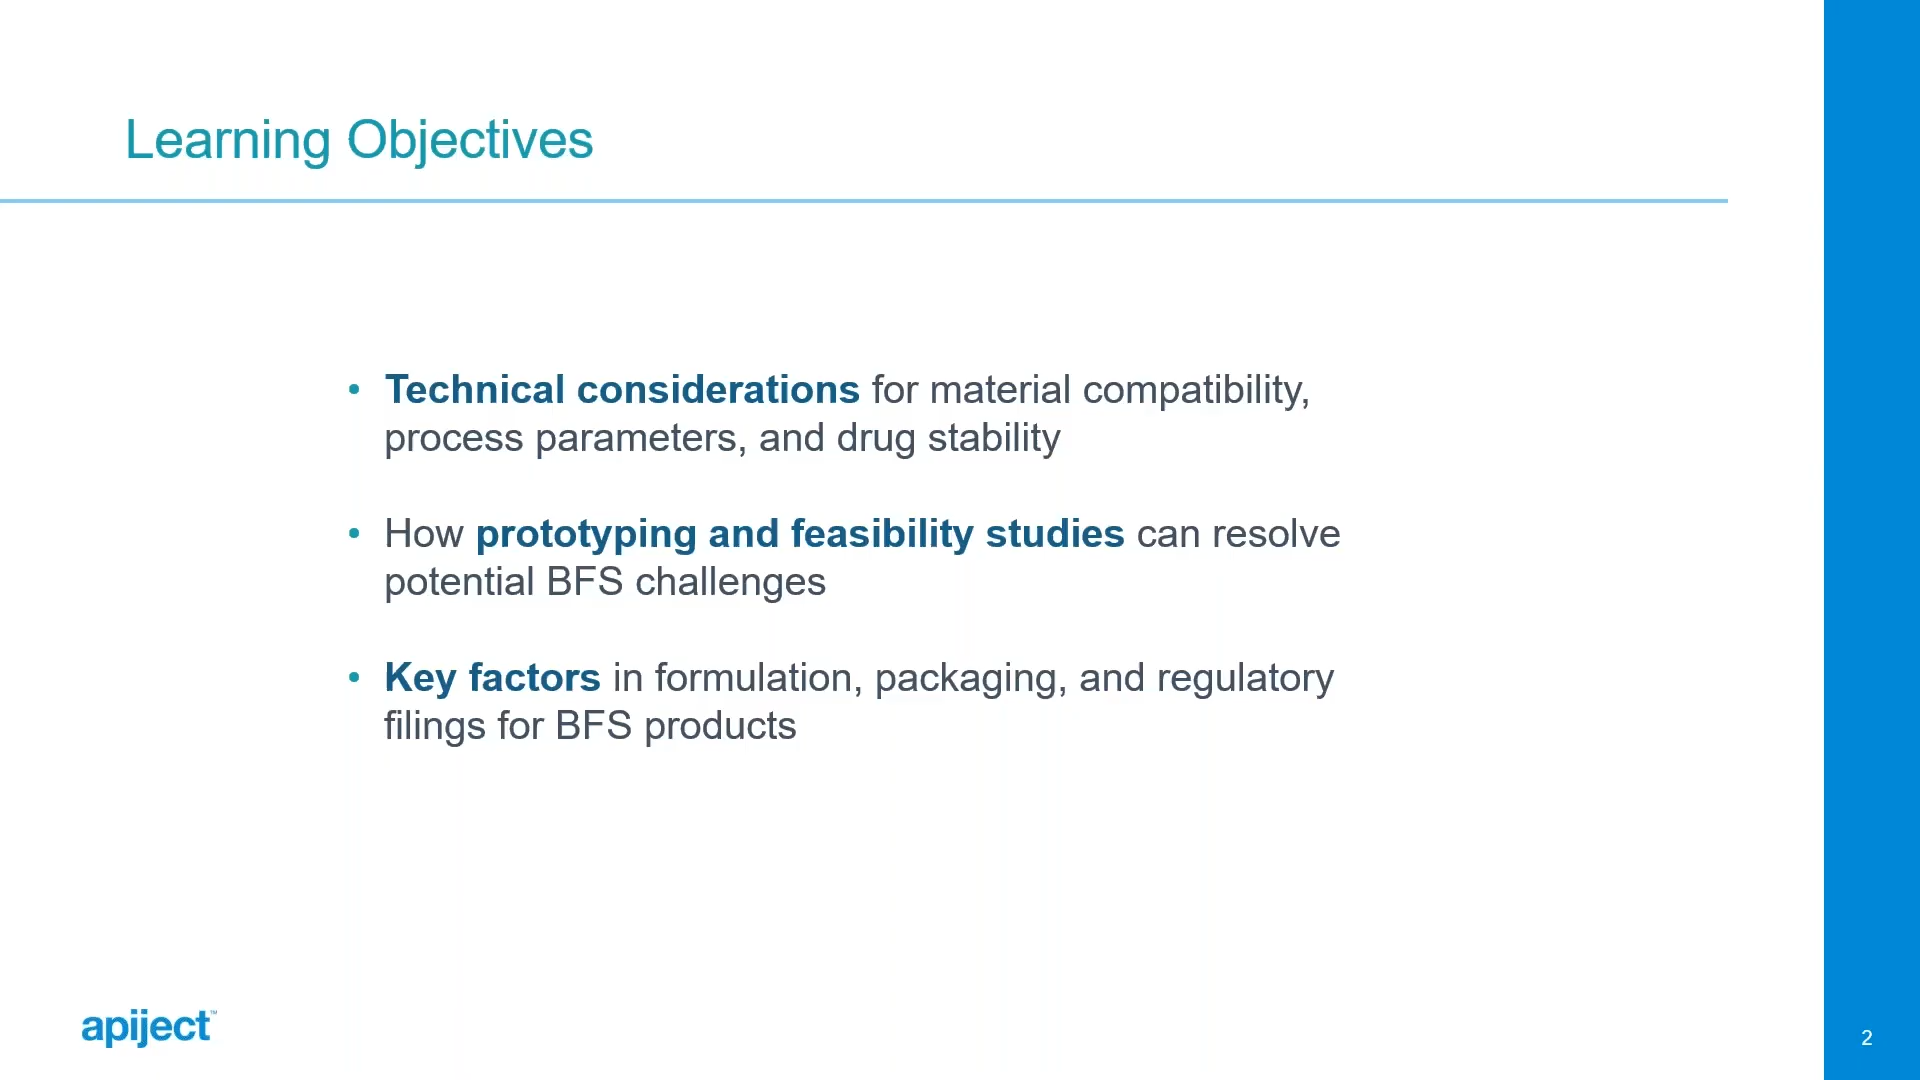 Learning Objectives
• Technical considerations for material compatibility,
process parameters, and drug stability
• How prototyping and feasibility studies can resolve
potential BFS challenges
• Key factors in formulation, packaging, and regulatory
filings for BFS products
apiject™
2